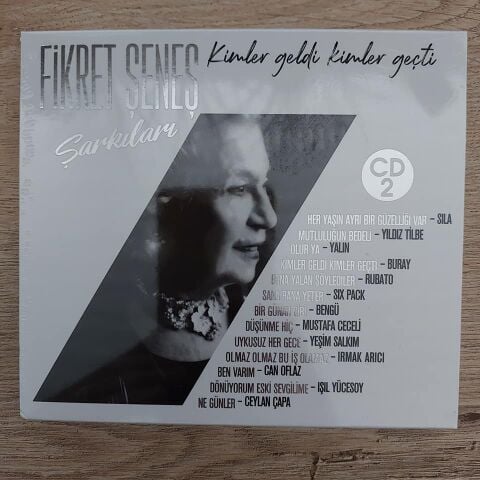 FİKRET ŞENEŞ
Kimler geldi kimler geçti
Şarkıları
CD
2
HER YAŞIN AYRI BİR GÜZELLİĞİ VAR - SILA
MUTLULUĞUN BEDELİ - YILDIZ TİLBE
OLUR YA - YALIN
KİMLER GELDİ KİMLER GEÇTİ - BURAY
BANA YALAN SÖYLEDİLER - RUBATO
BANA YETER - SIX PACK
BİR GÜNAH GİBİ - BENGÜ
DÜŞÜNME HİÇ - MUSTAFA CECELİ
UYKUSUZ HER GECE - YEŞİM SALKIM
OLMAZ OLMAZ BU İŞ OLAMAZ - IRMAK ARICI
BEN VARIM - CAN OFLAZ
DÖNÜYORUM ESKİ SEVGİLİME - IŞIL YÜCESOY
NE GÜNLER - CEYLAN ÇAPA